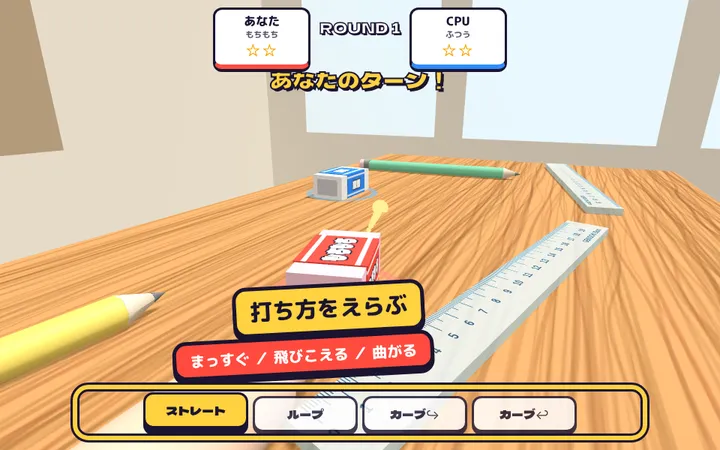 あなた
もちもち
☆☆
ROUND 1
CPU
ふつう
☆☆
あなたのターン！
打ち方をえらぶ
まっすぐ / 飛びこえる / 曲がる
ストレート
ループ
カーブ↪
カーブ↩